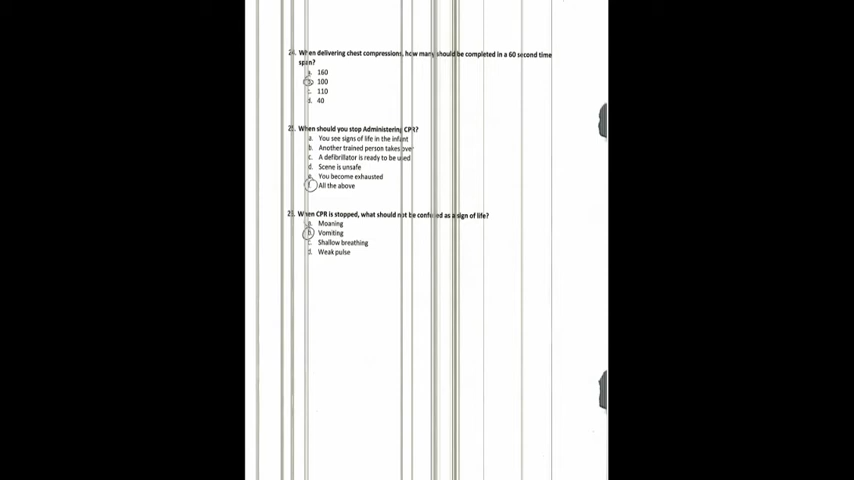 24. When delivering chest compressions, how many should be completed in a 60 second time
span?
a. 160
b. 100
c. 110
d. 40
25. When should you stop Administering CPR?
a. You see signs of life in the infant
b. Another trained person takes over
c. A defibrillator is ready to be used
d. Scene is unsafe
e. You become exhausted
f. All the above
When CPR is stopped, what should not be confused as a sign of life?
a. Moaning
b. Vomiting
c. Shallow breathing
d. Weak pulse